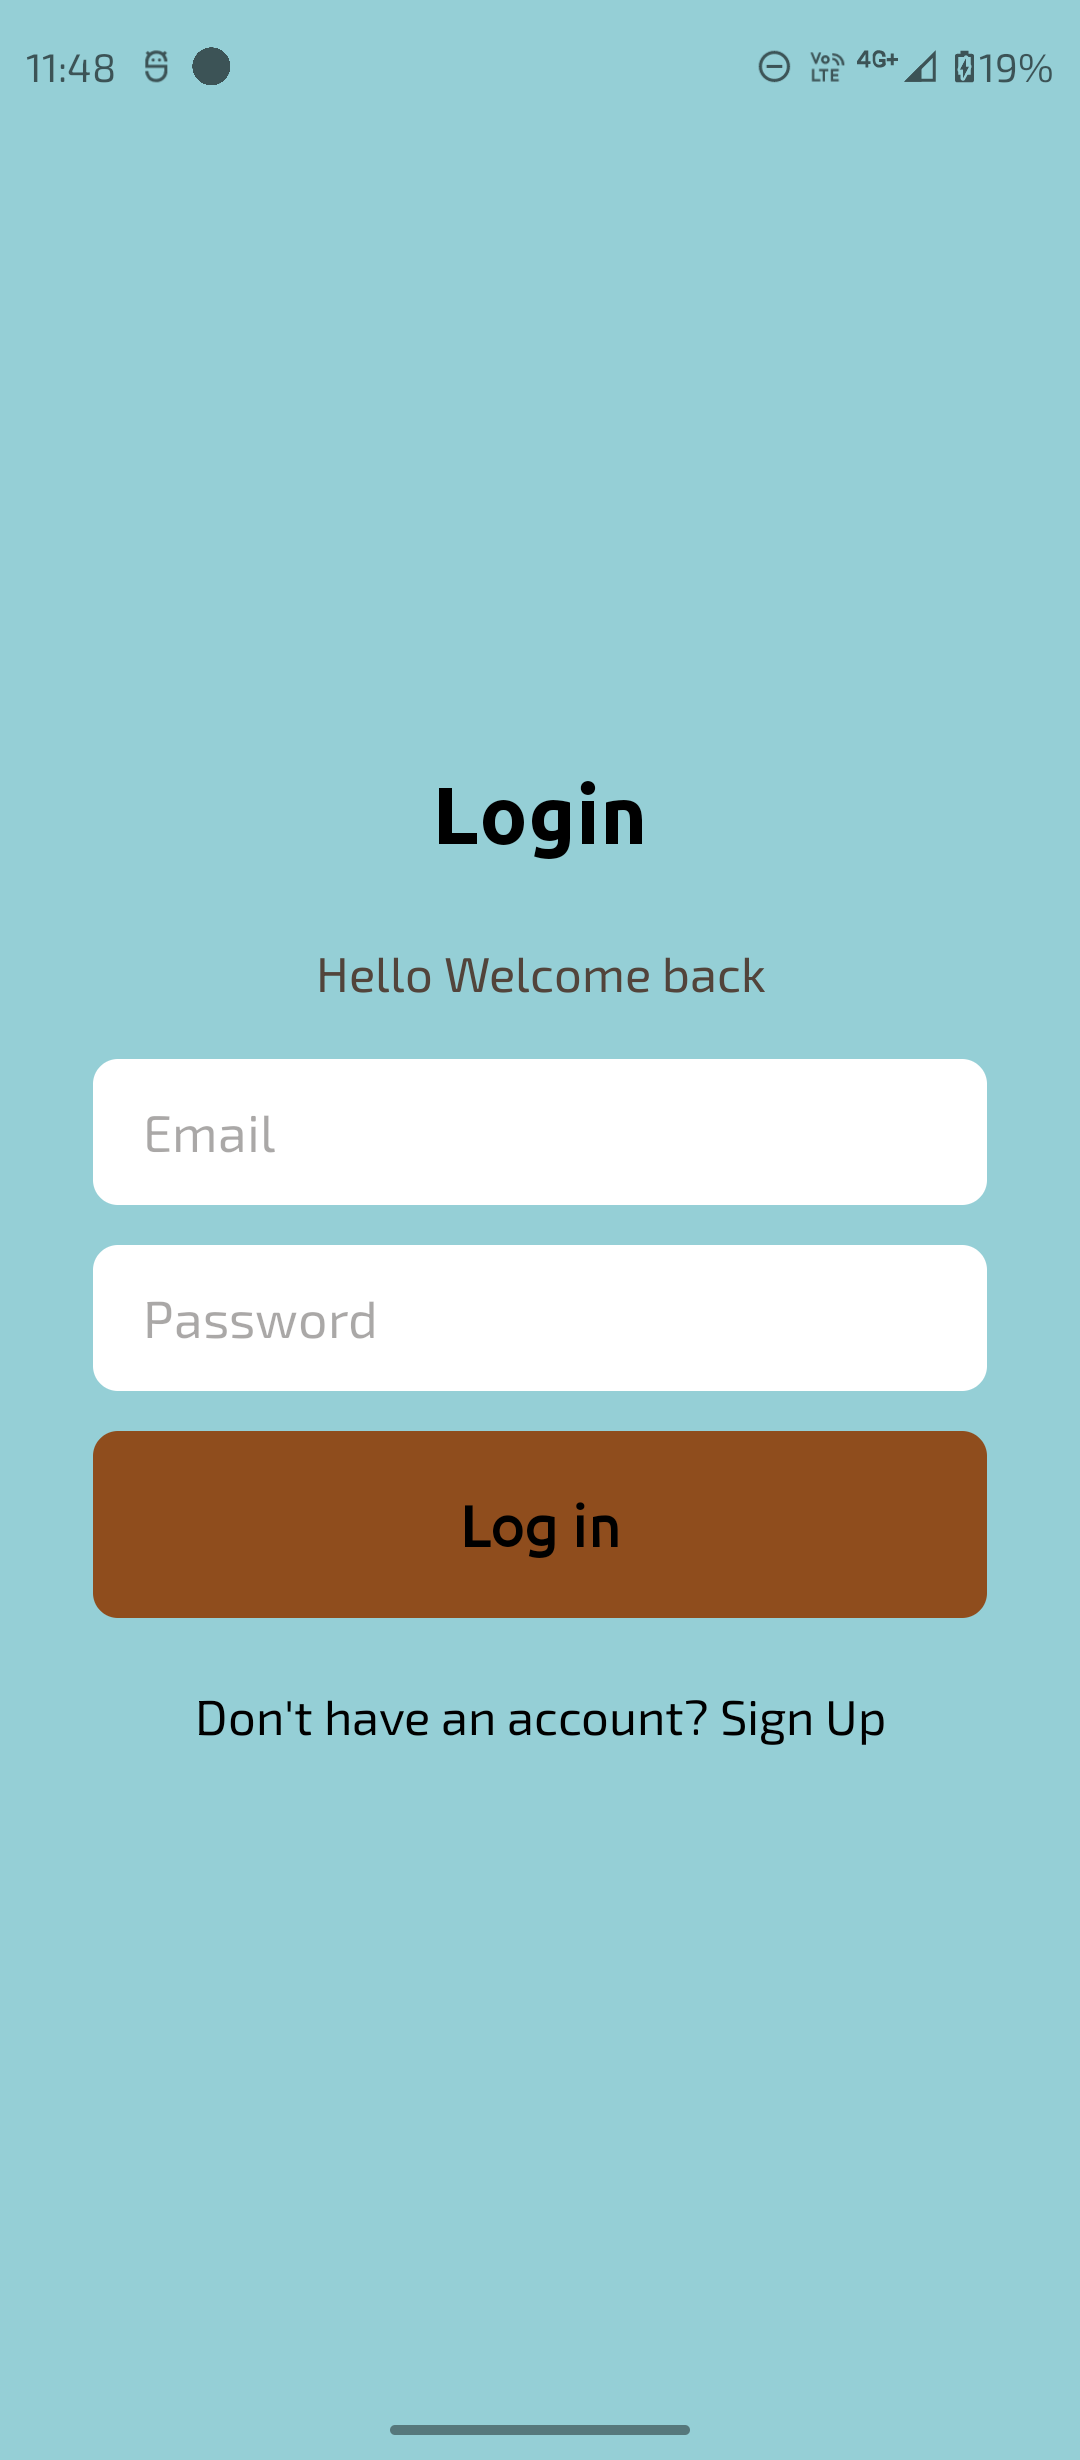 11:48 Vo LTE 4G+ 19%
Login
Hello Welcome back
Email
Password
Log in
Don't have an account? Sign Up